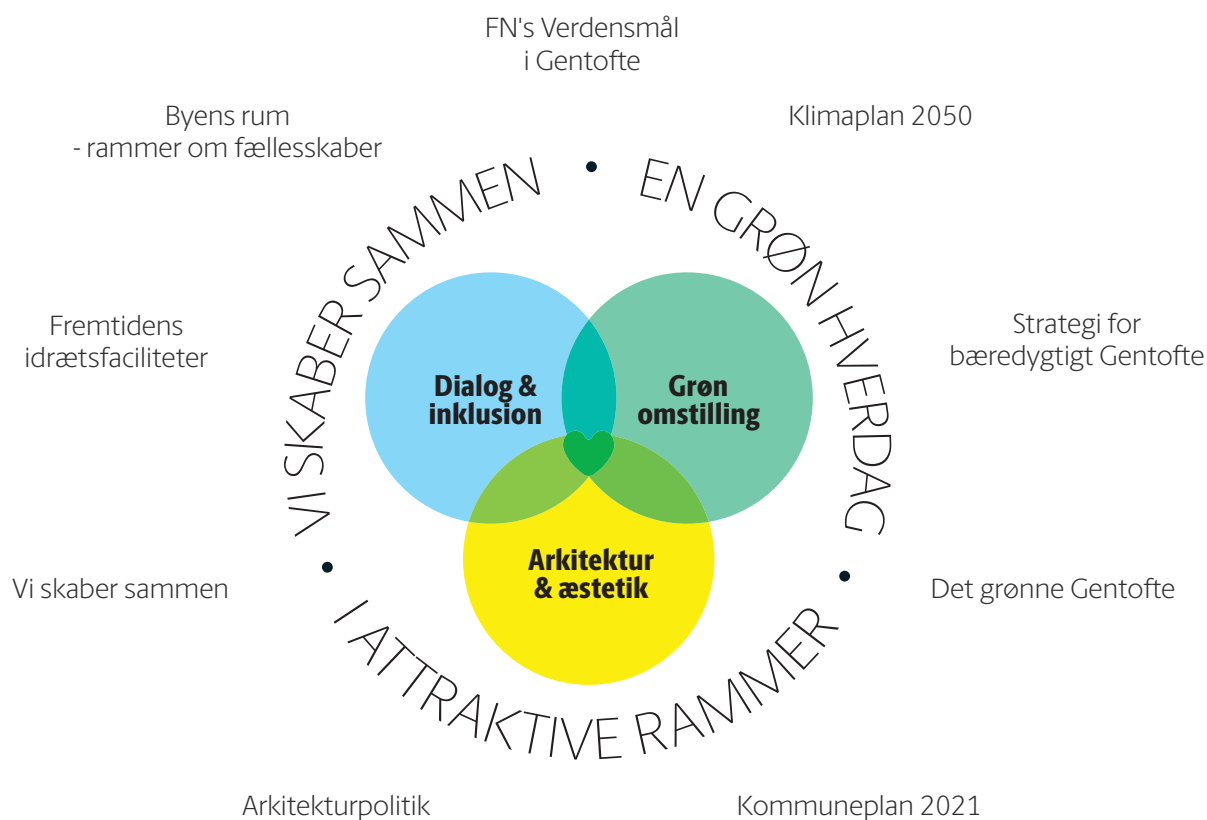 FN's Verdensmål
i Gentofte
Byens rum
- rammer om fællesskaber
Klimaplan 2050
VI SKABER SAMMEN • EN GRØN HVERDAG • I ATTRAKTIVE RAMMER •
Fremtidens
idrætsfaciliteter
Strategi for
bæredygtigt Gentofte
Dialog &
inklusion
Grøn
omstilling
Arkitektur
& æstetik
Vi skaber sammen
Det grønne Gentofte
Arkitekturpolitik
Kommuneplan 2021